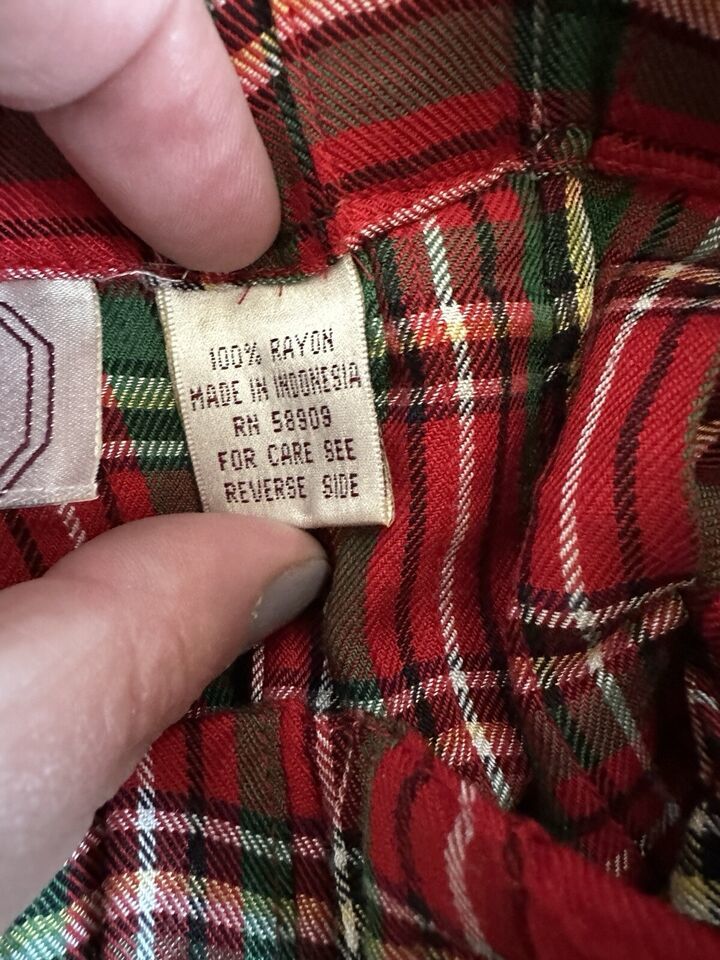 100% RAYON
MADE IN INDONESIA
RN 58909
FOR CARE SEE
REVERSE SIDE